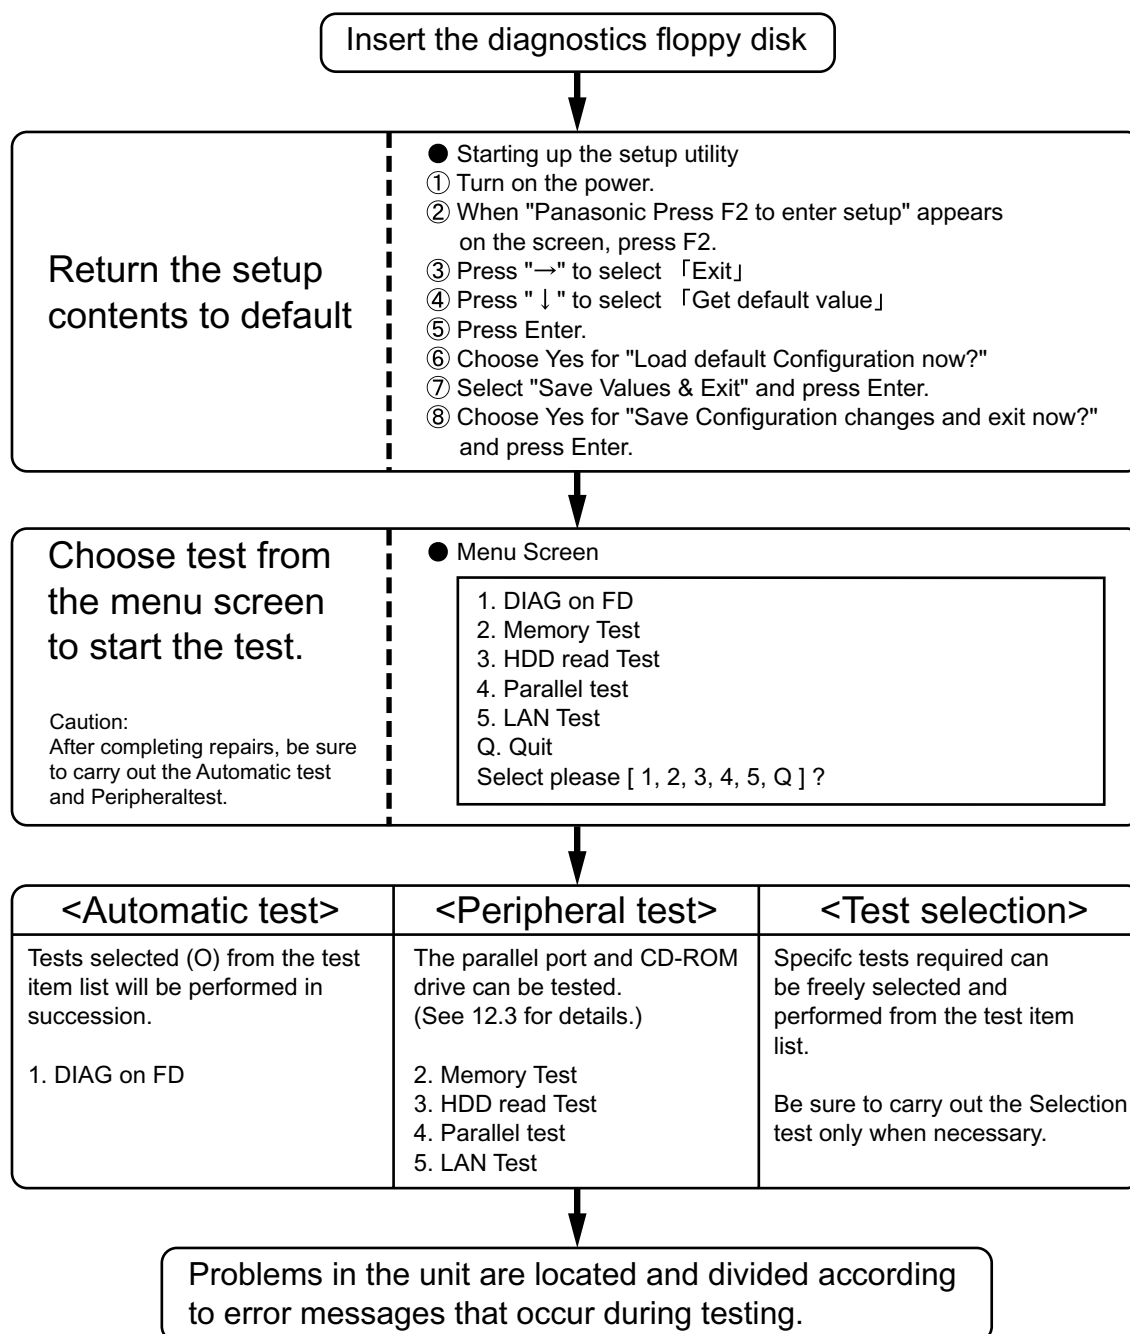 Insert the diagnostics floppy disk
Return the setup
contents to default
● Starting up the setup utility
① Turn on the power.
② When "Panasonic Press F2 to enter setup" appears
on the screen, press F2.
③ Press "→" to select 「Exit」
④ Press "↓" to select 「Get default value」
⑤ Press Enter.
⑥ Choose Yes for "Load default Configuration now?"
⑦ Select "Save Values & Exit" and press Enter.
⑧ Choose Yes for "Save Configuration changes and exit now?"
and press Enter.
Choose test from
the menu screen
to start the test.
Caution:
After completing repairs, be sure
to carry out the Automatic test
and Peripheraltest.
● Menu Screen
1. DIAG on FD
2. Memory Test
3. HDD read Test
4. Parallel test
5. LAN Test
Q. Quit
Select please [ 1, 2, 3, 4, 5, Q ] ?
<Automatic test>
Tests selected (O) from the test
item list will be performed in
succession.
1. DIAG on FD
<Peripheral test>
The parallel port and CD-ROM
drive can be tested.
(See 12.3 for details.)
2. Memory Test
3. HDD read Test
4. Parallel test
5. LAN Test
<Test selection>
Specifc tests required can
be freely selected and
performed from the test item
list.
Be sure to carry out the Selection
test only when necessary.
Problems in the unit are located and divided according
to error messages that occur during testing.